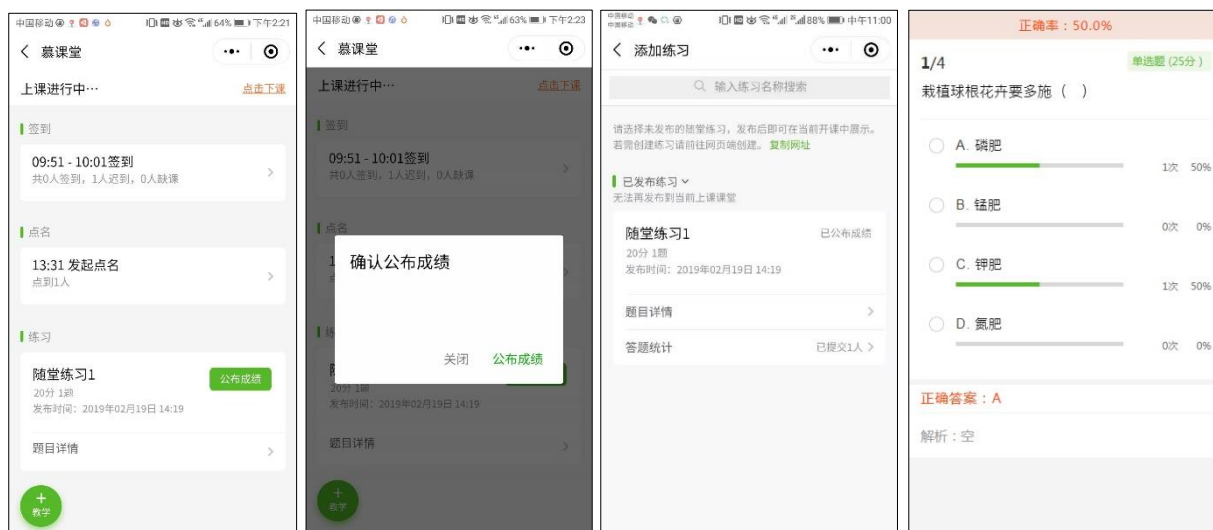 中国移动 64% 下午2:21
慕课堂
上课进行中…
点击下课
签到
09:51 - 10:01签到
共0人签到，1人迟到，0人缺课
点名
13:31 发起点名
点到1人
练习
随堂练习1
公布成绩
20分 1题
发布时间：2019年02月19日 14:19
题目详情
+
教学
中国移动 63% 下午2:23
慕课堂
上课进行中…
点击下课
签到
09:51 - 10:01签到
共0人签到，1人迟到，0人缺课
点名
确认公布成绩
关闭
公布成绩
20分 1题
发布时间：2019年02月19日 14:19
题目详情
+
教学
中国移动
中国移动
88% 中午11:00
添加练习
输入练习名称搜索
请选择未发布的随堂练习，发布后即可在当前开课中展示。
若需创建练习请前往网页端创建。 复制网址
已发布练习
无法再发布到当前上课课堂
随堂练习1
已公布成绩
20分 1题
发布时间：2019年02月19日 14:19
题目详情
答题统计
已提交1人
正确率：50.0%
1/4
单选题 (25分)
栽植球根花卉要多施（ ）
A. 磷肥
1次 50%
B. 锰肥
0次 0%
C. 钾肥
1次 50%
D. 氮肥
0次 0%
正确答案：A
解析：空